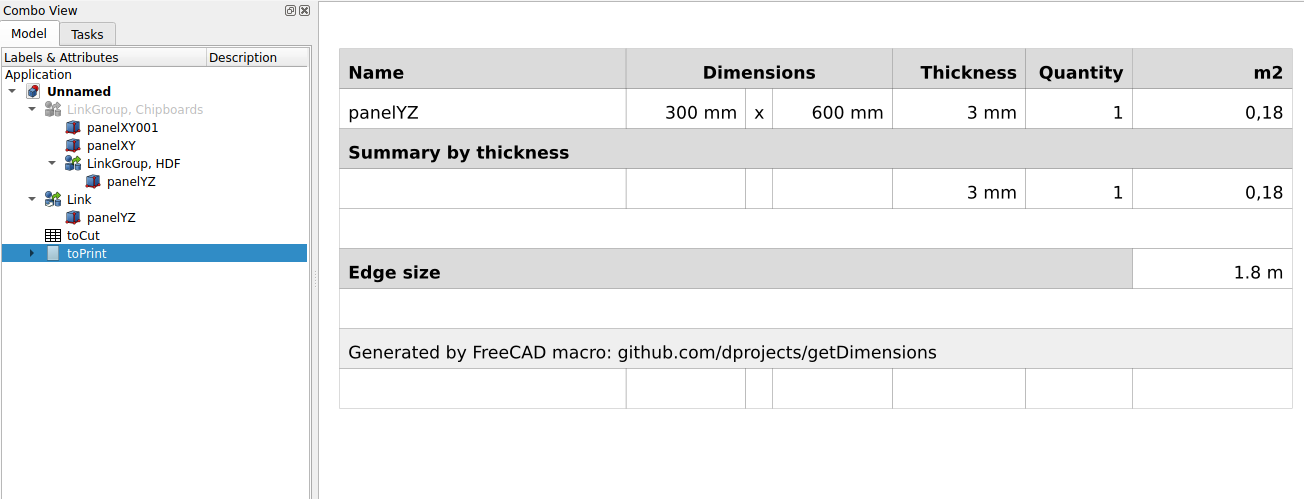 Combo View
Model Tasks
Labels & Attributes Description
Application
Unnamed
LinkGroup, Chipboards
panelXY001
panelXY
LinkGroup, HDF
panelYZ
Link
panelYZ
toCut
toPrint
Name Dimensions Thickness Quantity m2
panelYZ 300 mm x 600 mm 3 mm 1 0,18
Summary by thickness
3 mm 1 0,18
Edge size 1.8 m
Generated by FreeCAD macro: github.com/dprojects/getDimensions